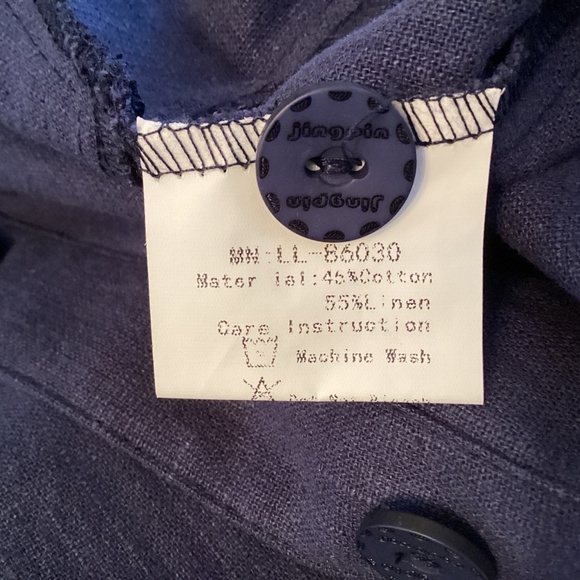 jingpin
JingPin
MN:LL-86030
Mater ial:45%Cotton
55%Linen
Care Instruction
Machine Wash